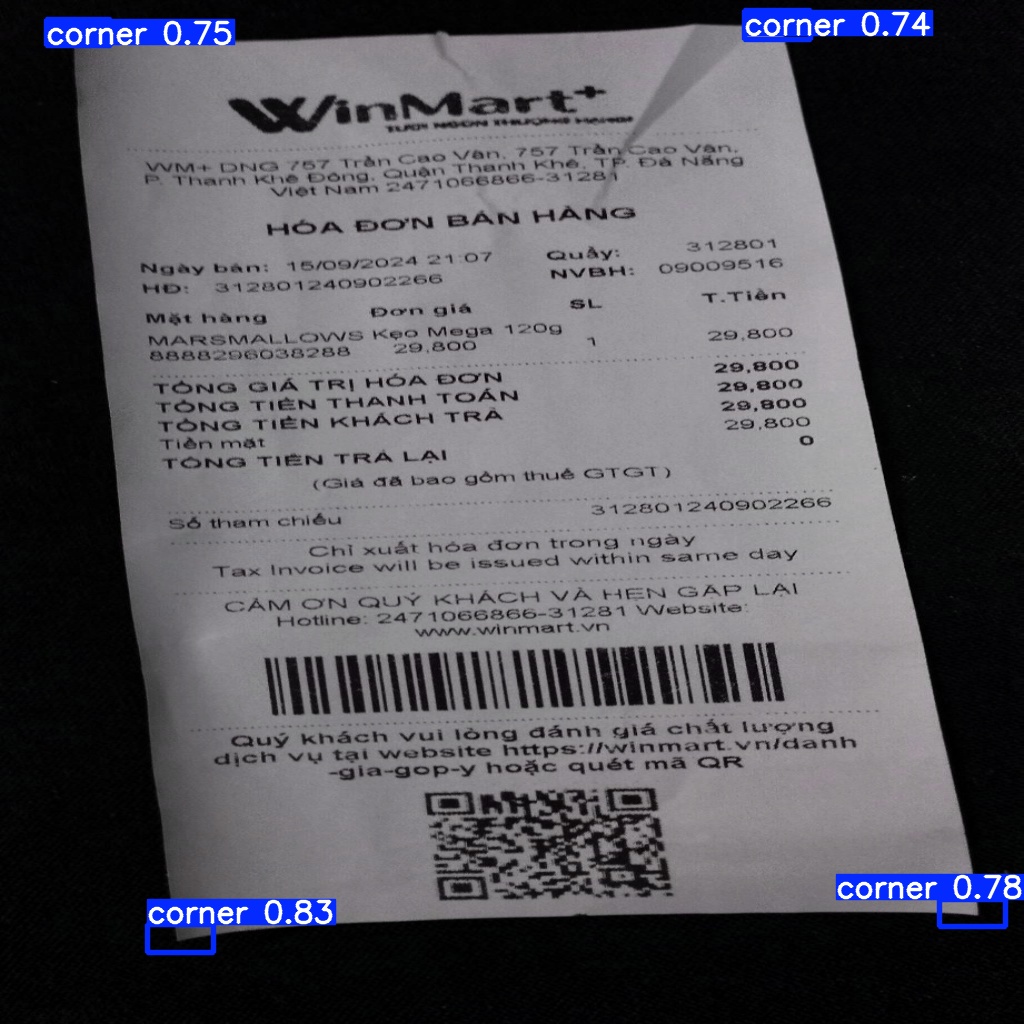 corner 0.75
corner 0.74
WinMart+
TƯƠI NGON THƯỢNG HẠNG
WM+ DNG 757 Trần Cao Vân, 757 Trần Cao Vân,
P. Thanh Khê Đông, Quận Thanh Khê, TP. Đà Nẵng
Việt Nam 2471066866-31281
HÓA ĐƠN BÁN HÀNG
Ngày bán: 15/09/2024 21:07 Quầy: 312801
HĐ: 312801240902266 NVBH: 09009516
Mặt hàng Đơn giá SL T.Tiền
MARSMALLOWS Kẹo Mega 120g
8888296038288 29,800 1 29,800
TỔNG GIÁ TRỊ HÓA ĐƠN 29,800
TỔNG TIỀN THANH TOÁN 29,800
TỔNG TIỀN KHÁCH TRẢ 29,800
Tiền mặt 29,800
TỔNG TIỀN TRẢ LẠI 0
(Giá đã bao gồm thuế GTGT)
Số tham chiếu 312801240902266
Chỉ xuất hóa đơn trong ngày
Tax Invoice will be issued within same day
CẢM ƠN QUÝ KHÁCH VÀ HẸN GẶP LẠI
Hotline: 2471066866-31281 Website:
www.winmart.vn
Quý khách vui lòng đánh giá chất lượng
dịch vụ tại website https://winmart.vn/danh
-gia-gop-y hoặc quét mã QR
corner 0.83
corner 0.78